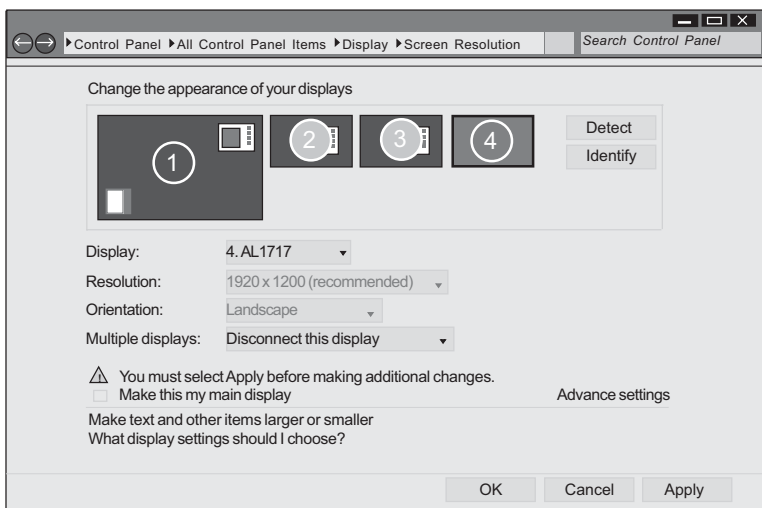 Control Panel All Control Panel Items Display Screen Resolution
Search Control Panel
Change the appearance of your displays
1
2
3
4
Detect
Identify
Display: 4. AL1717
Resolution: 1920 x 1200 (recommended)
Orientation: Landscape
Multiple displays: Disconnect this display
You must select Apply before making additional changes.
Make this my main display
Advance settings
Make text and other items larger or smaller
What display settings should I choose?
OK
Cancel
Apply